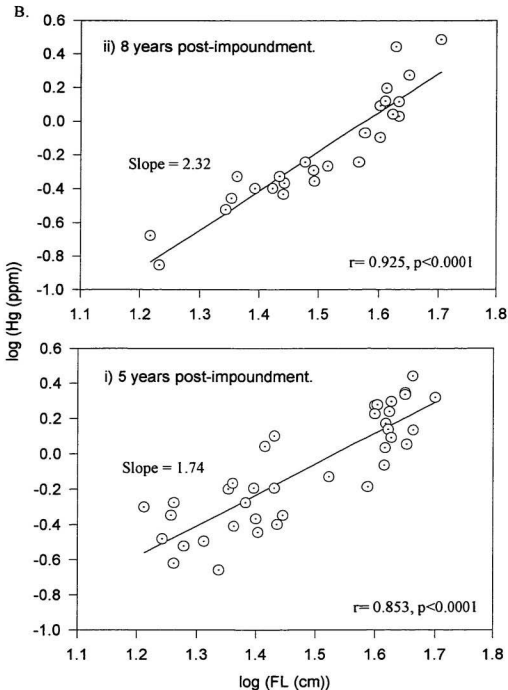 B.
ii) 8 years post-impoundment.
0.6
0.4
0.2
0.0
-0.2
-0.4
-0.6
-0.8
-1.0
Slope = 2.32
r= 0.925, p<0.0001
1.1 1.2 1.3 1.4 1.5 1.6 1.7 1.8
log (Hg (ppm))
i) 5 years post-impoundment.
0.6
0.4
0.2
0.0
-0.2
-0.4
-0.6
-0.8
-1.0
Slope = 1.74
r= 0.853, p<0.0001
1.1 1.2 1.3 1.4 1.5 1.6 1.7 1.8
log (FL (cm))